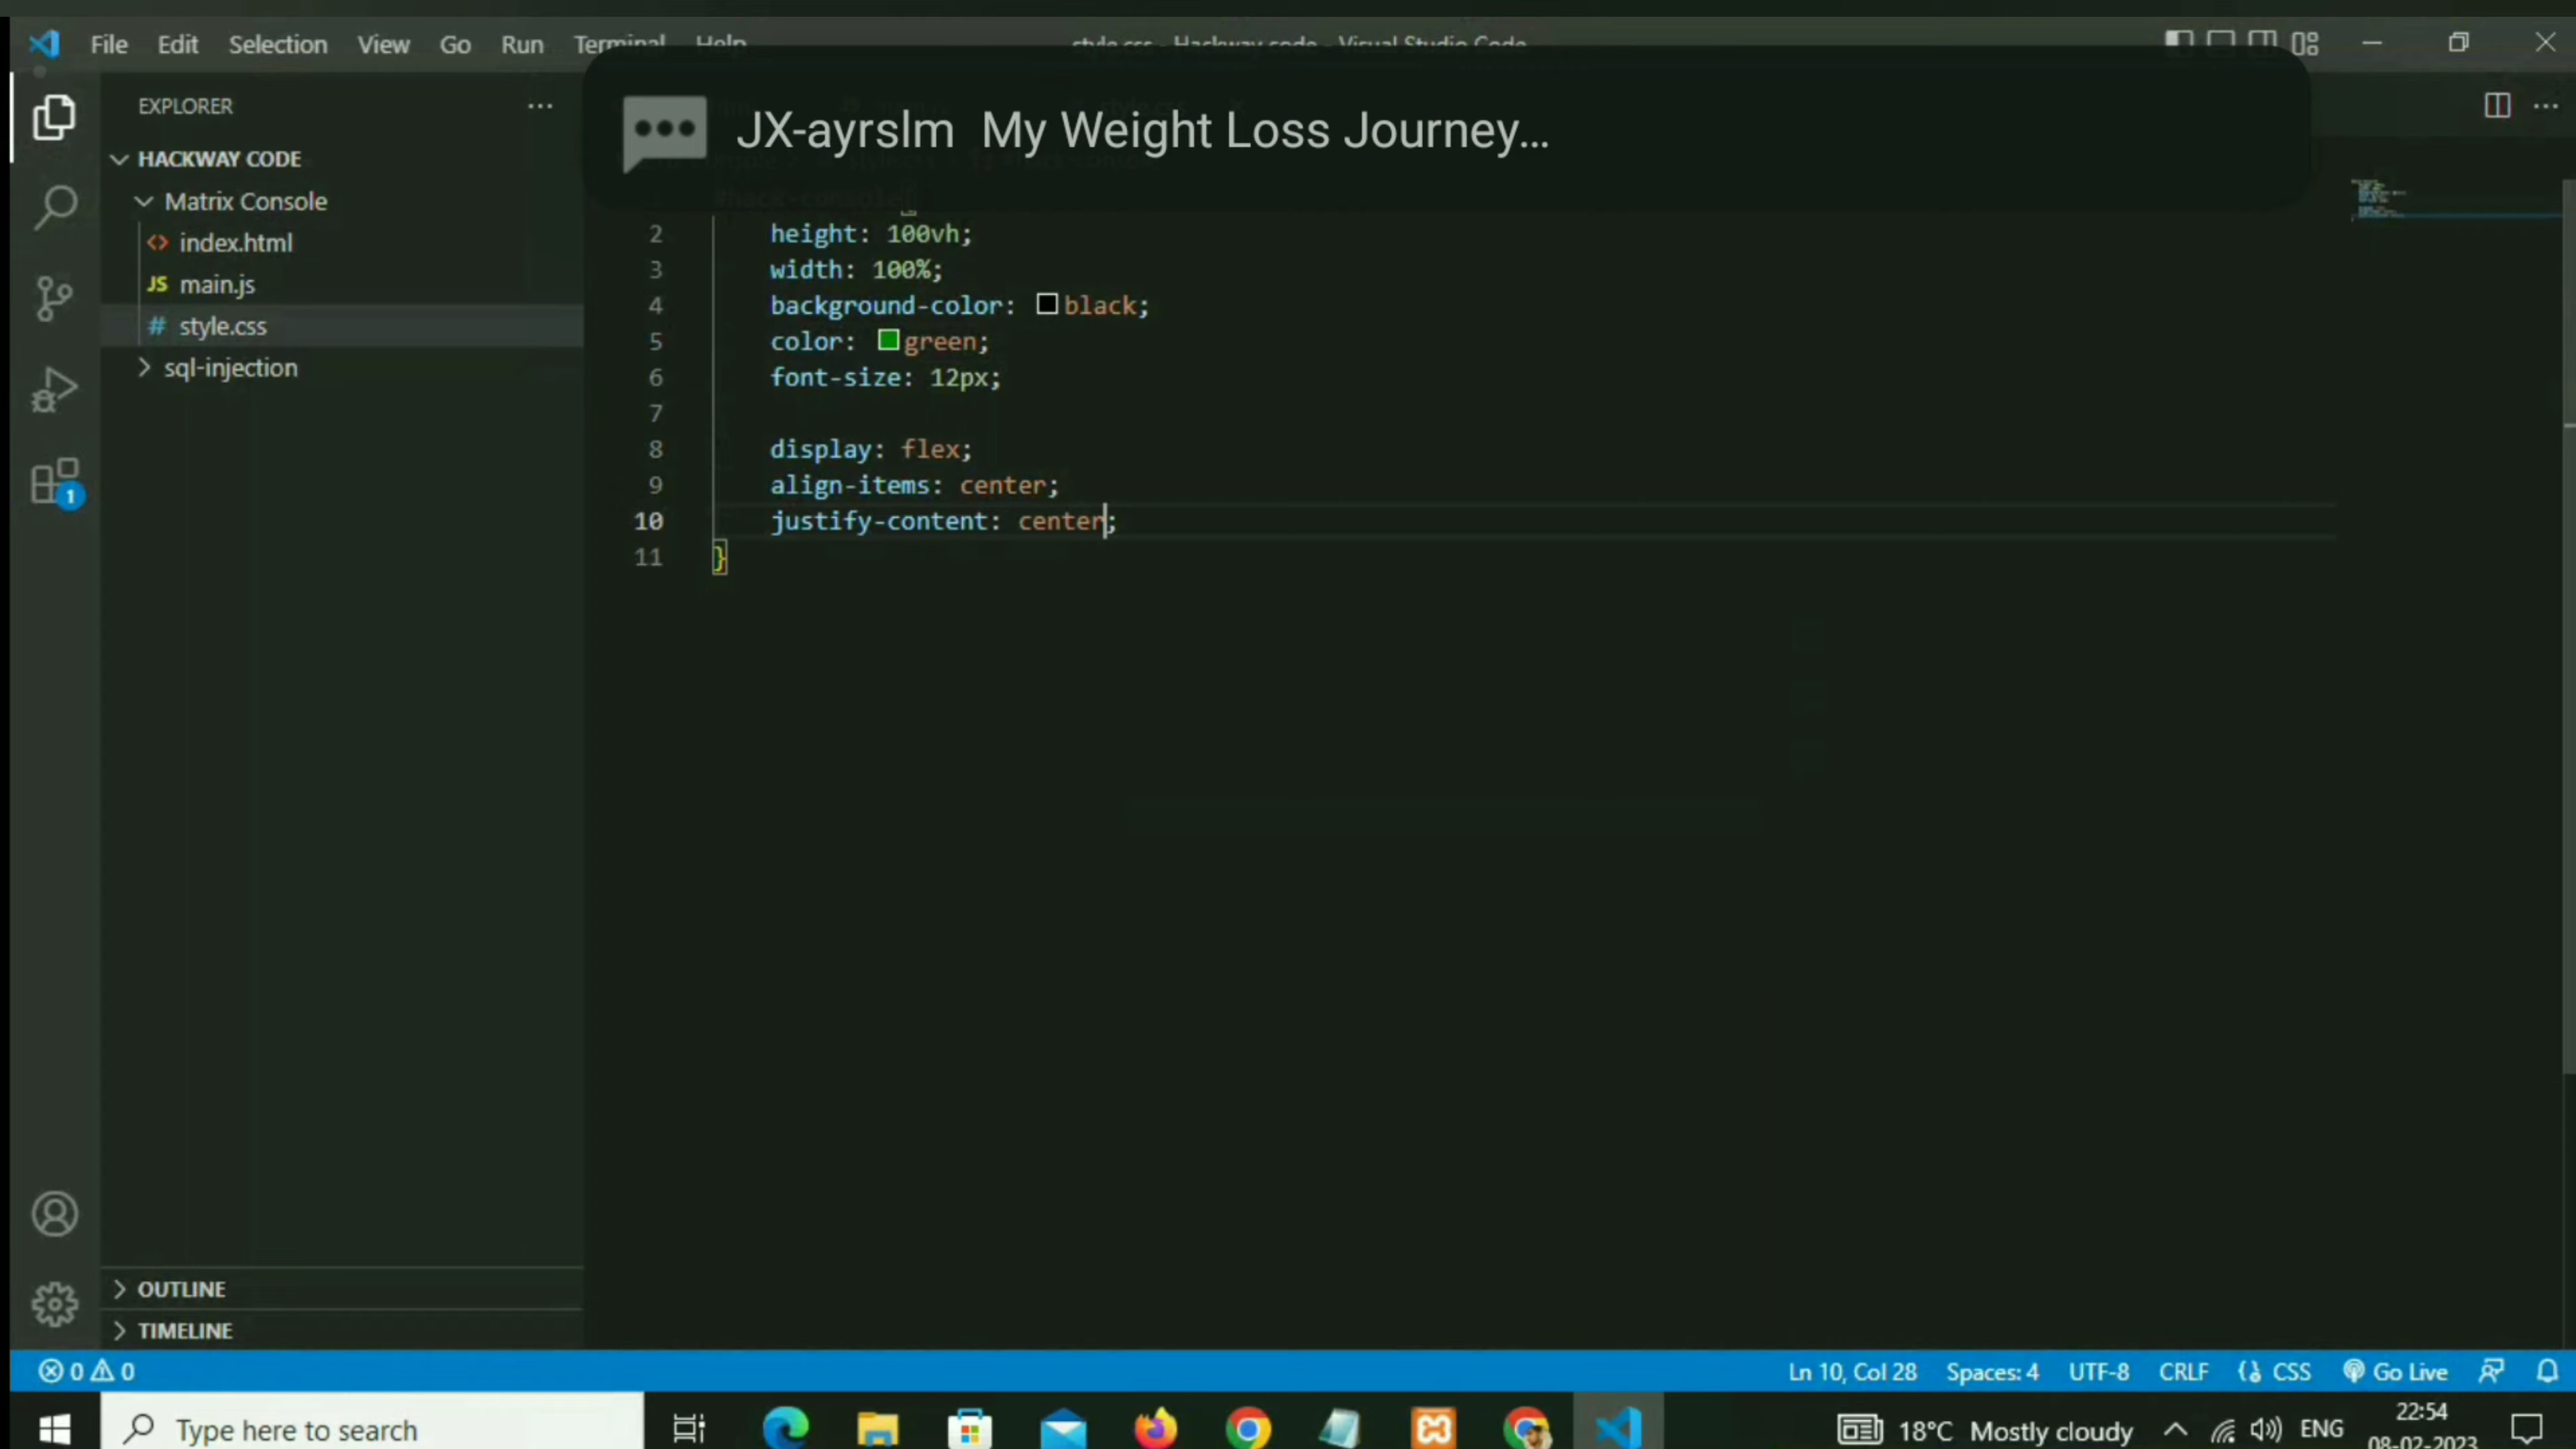 File Edit Selection View Go Run Terminal Help style.css - Hackway code - Visual Studio Code
JX-ayrslm My Weight Loss Journey...
EXPLORER
HACKWAY CODE
Matrix Console
<> index.html
JS main.js
# style.css
sql-injection
#hack-console{
2 height: 100vh;
3 width: 100%;
4 background-color: black;
5 color: green;
6 font-size: 12px;
7
8 display: flex;
9 align-items: center;
10 justify-content: center;
11 }
1
OUTLINE
TIMELINE
0 0 Ln 10, Col 28 Spaces: 4 UTF-8 CRLF CSS Go Live
Type here to search 18°C Mostly cloudy ENG 22:54
08-02-2023